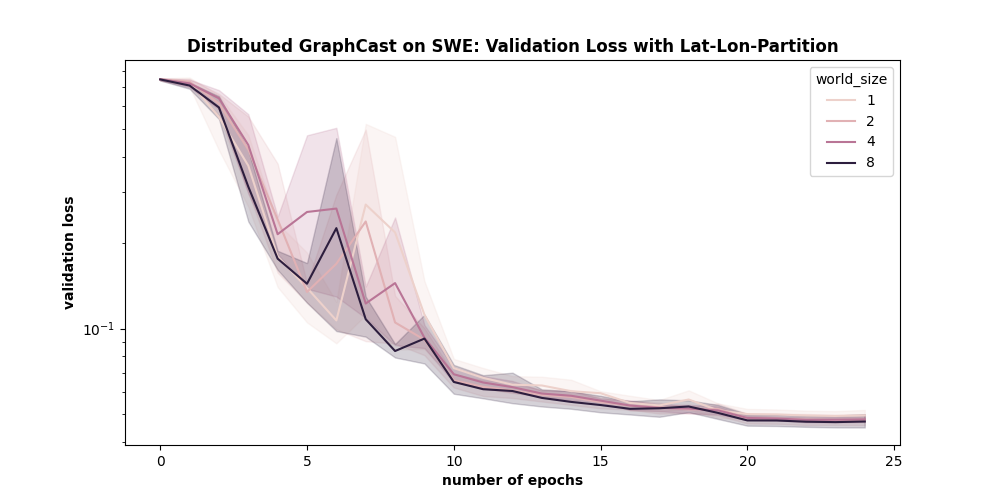 Distributed GraphCast on SWE: Validation Loss with Lat-Lon-Partition
world_size
1
2
4
8
validation loss
10⁻¹
0 5 10 15 20 25
number of epochs